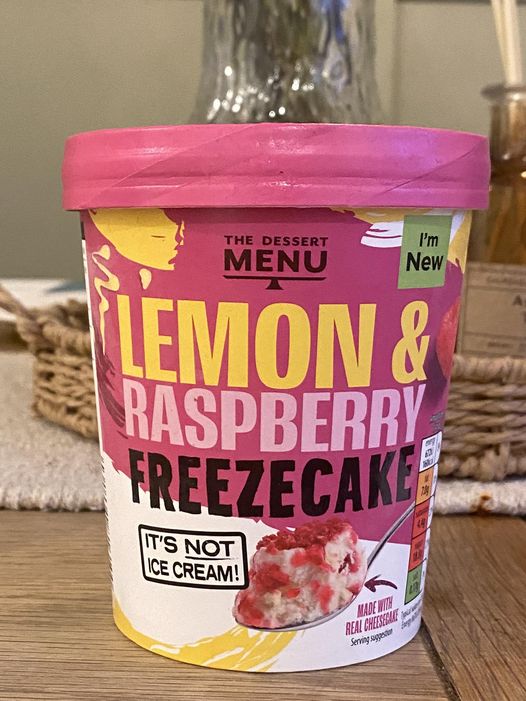 THE DESSERT
MENU
I'm
New
LEMON &
RASPBERRY
FREEZECAKE
IT'S NOT
ICE CREAM!
MADE WITH
REAL CHEESECAKE
Serving suggestion